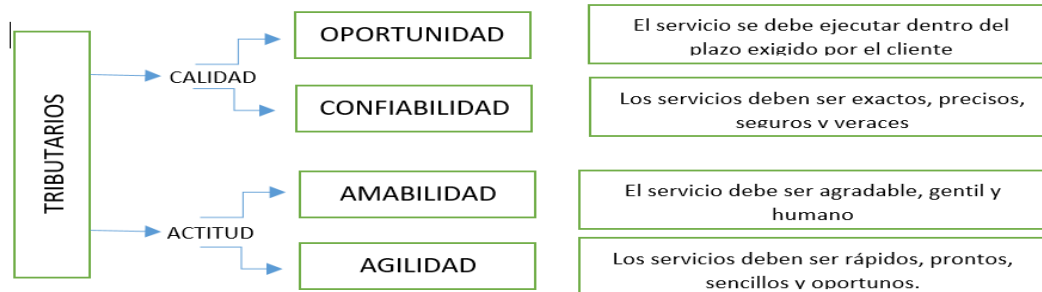 TRIBUTARIOS
CALIDAD
OPORTUNIDAD
El servicio se debe ejecutar dentro del
plazo exigido por el cliente
CONFIABILIDAD
Los servicios deben ser exactos, precisos,
seguros y veraces
ACTITUD
AMABILIDAD
El servicio debe ser agradable, gentil y
humano
AGILIDAD
Los servicios deben ser rápidos, prontos,
sencillos y oportunos.